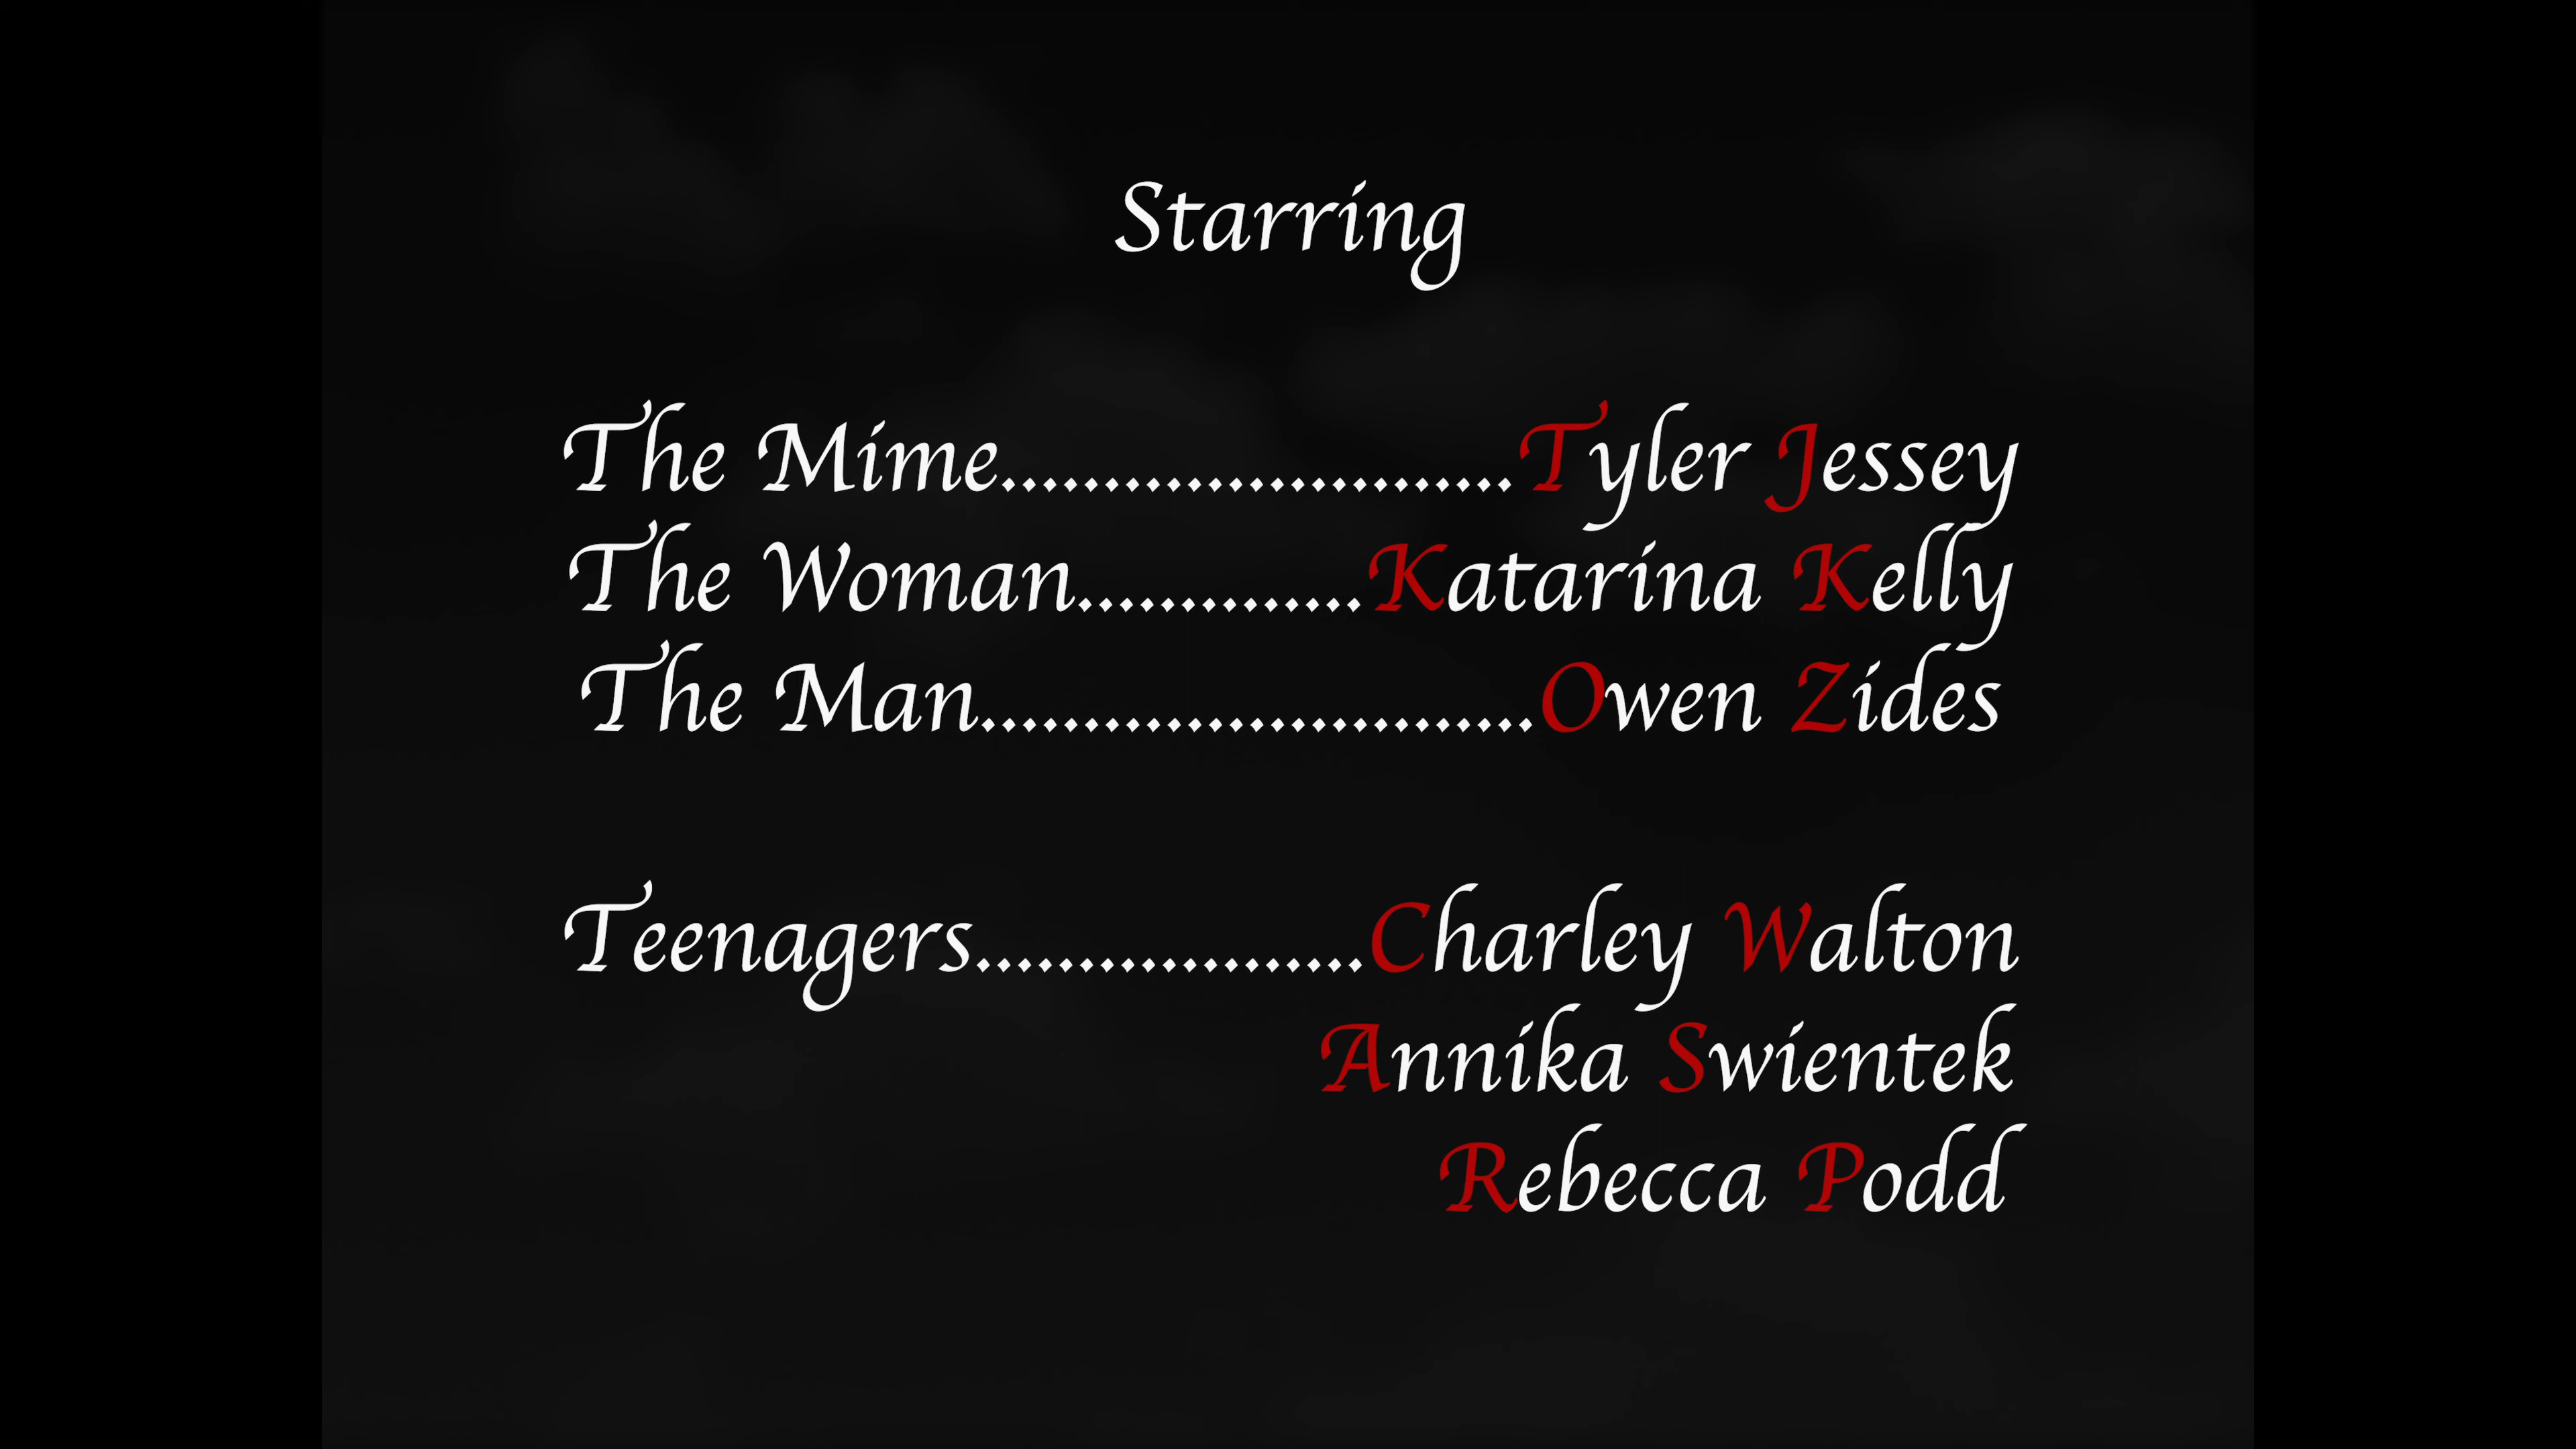 Starring
The Mime.........................Tyler Jessey
The Woman..............Katarina Kelly
The Man...........................Owen Zides
Teenagers...................Charley Walton
Annika Swientek
Rebecca Podd